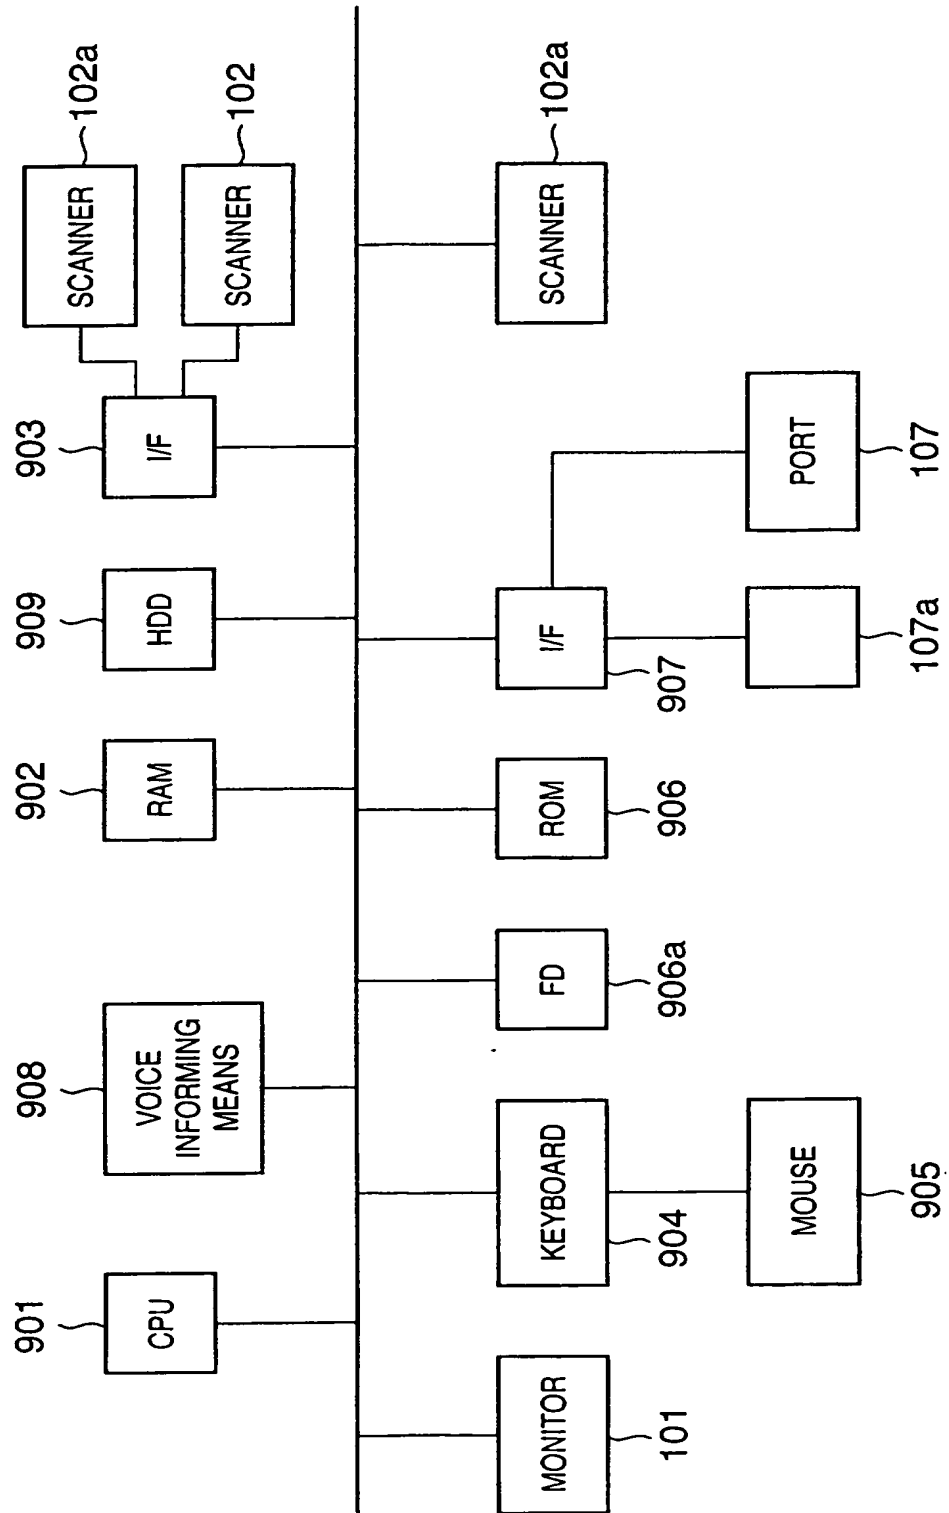 901
CPU
908
VOICE
INFORMING
MEANS
902
RAM
909
HDD
903
I/F
SCANNER
102a
SCANNER
102
MONITOR
101
KEYBOARD
904
MOUSE
905
FD
906a
ROM
906
I/F
907
107a
PORT
107
SCANNER
102a